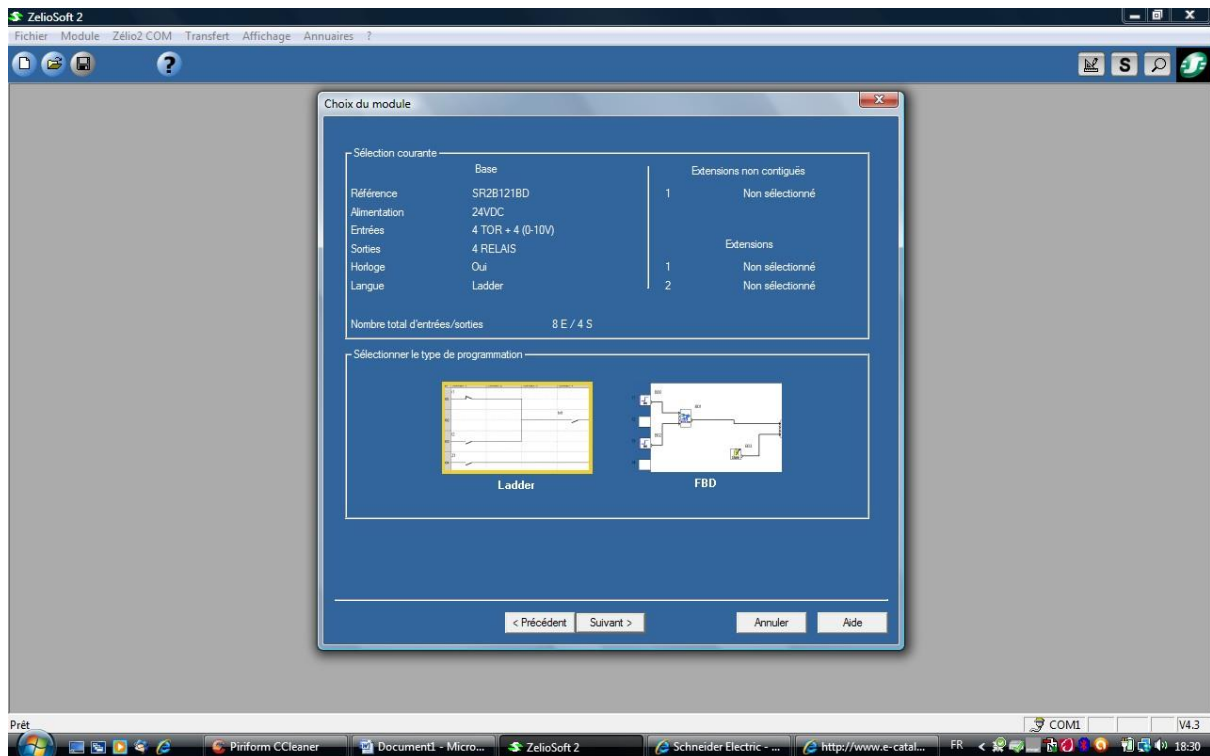 ZelioSoft 2
Fichier Module Zélio2 COM Transfert Affichage Annuaires ?
S
Choix du module
Sélection courante
Base
Référence SR2B121BD
Alimentation 24VDC
Entrées 4 TOR + 4 (0-10V)
Sorties 4 RELAIS
Horloge Oui
Langue Ladder
Nombre total d'entrées/sorties 8 E / 4 S
Extensions non contiguës
1 Non sélectionné
Extensions
1 Non sélectionné
2 Non sélectionné
Sélectionner le type de programmation
Ladder
FBD
< Précédent Suivant > Annuler Aide
Prêt COM1 V4.3
Piriform CCleaner Document1 - Micro... ZelioSoft 2 Schneider Electric - ... http://www.e-catal... FR 18:30